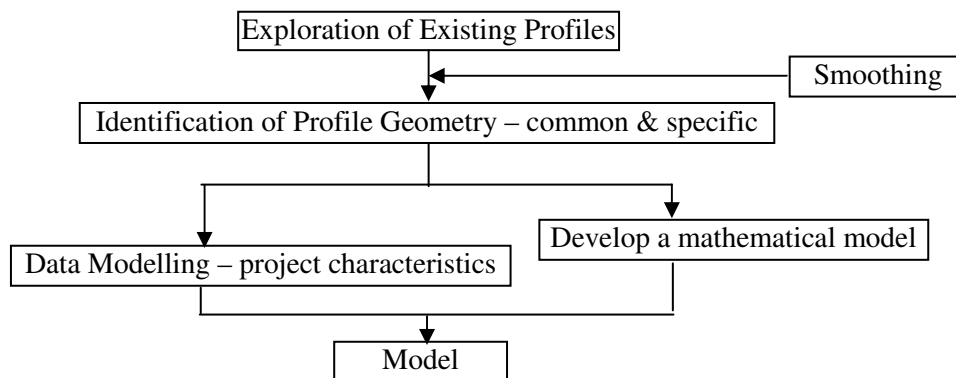 Exploration of Existing Profiles
Smoothing
Identification of Profile Geometry – common & specific
Develop a mathematical model
Data Modelling – project characteristics
Model